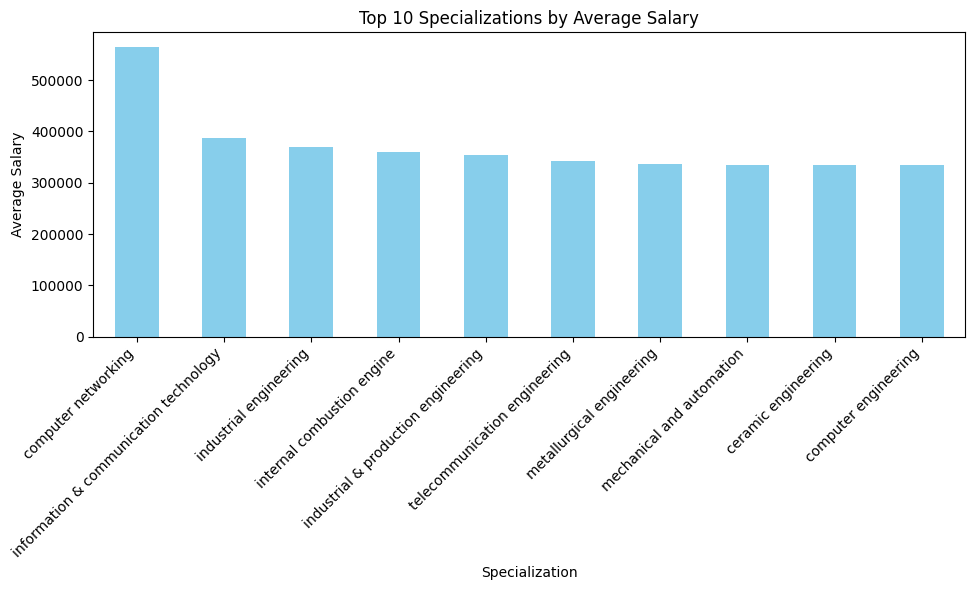 Top 10 Specializations by Average Salary
Average Salary
500000
400000
300000
200000
100000
0
computer networking
information & communication technology
industrial engineering
internal combustion engine
industrial & production engineering
telecommunication engineering
metallurgical engineering
mechanical and automation
ceramic engineering
computer engineering
Specialization